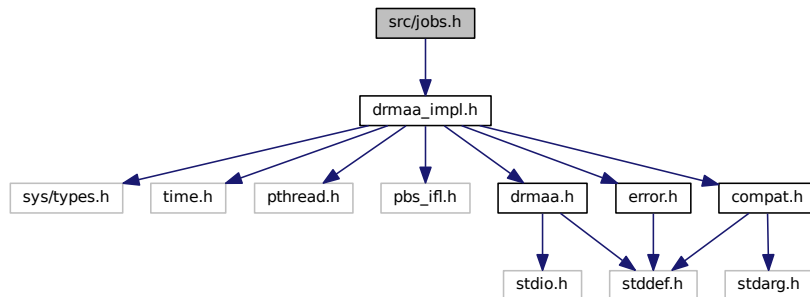 src/jobs.h
drmaa_impl.h
sys/types.h
time.h
pthread.h
pbs_ifl.h
drmaa.h
error.h
compat.h
stdio.h
stddef.h
stdarg.h